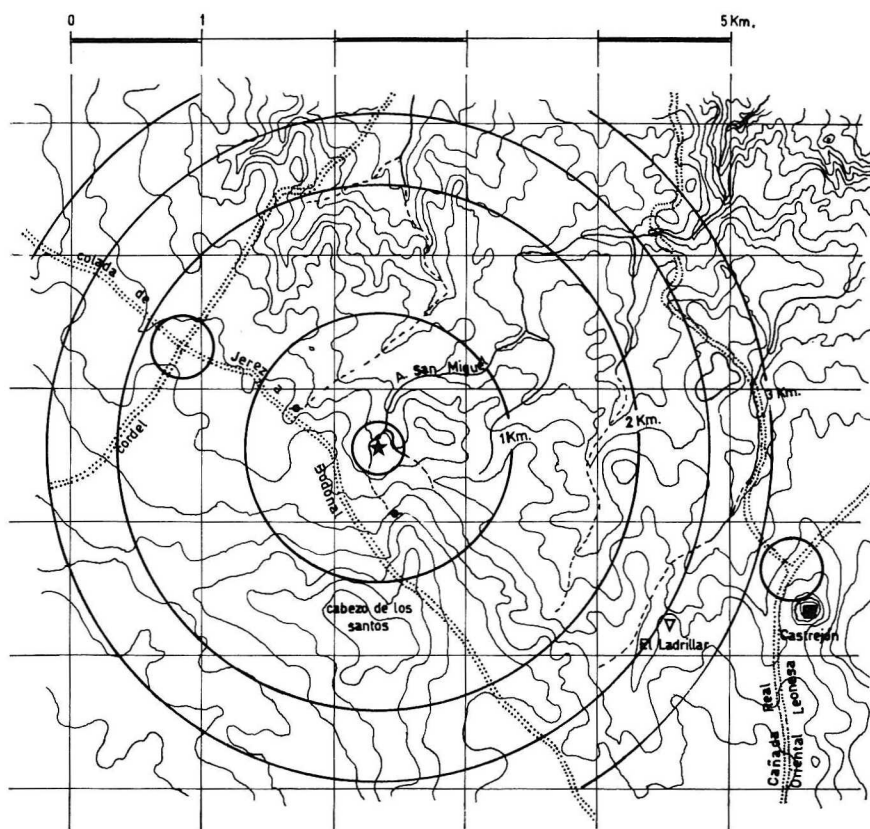 0 1 5 Km.
colada de
Jerez a
Bodonal
cordel
A. San Miguel
1 Km.
2 Km.
3 Km.
cabezo de los
santos
El Ladrillar
Castrejón
Cañada Real
Oriental Leonesa